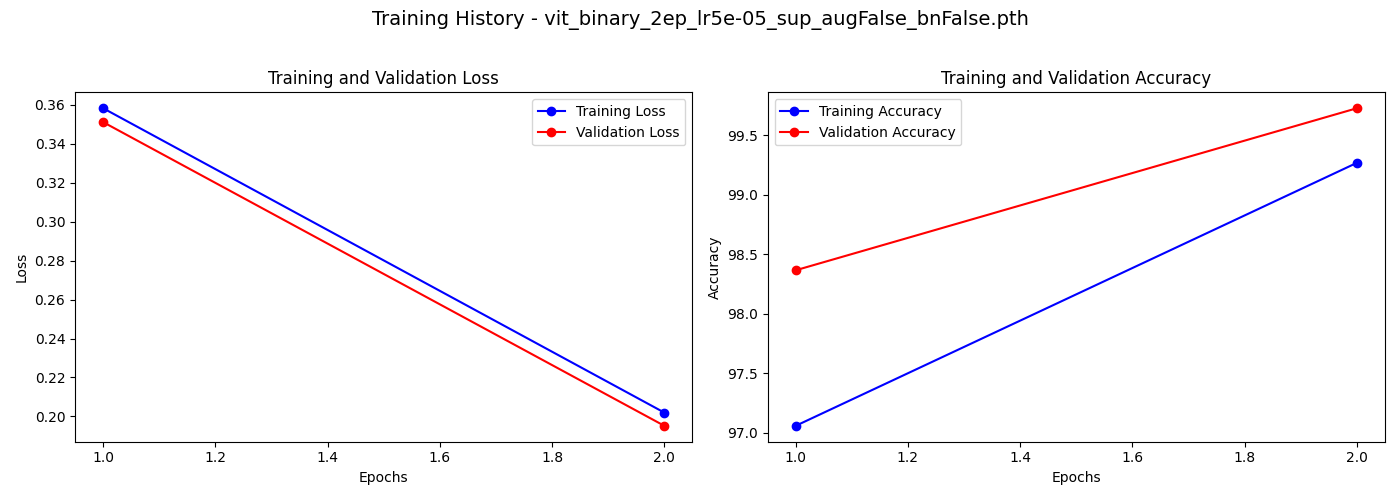 Training History - vit_binary_2ep_lr5e-05_sup_augFalse_bnFalse.pth
Training and Validation Loss
Training Loss
Validation Loss
Loss
0.36
0.34
0.32
0.30
0.28
0.26
0.24
0.22
0.20
1.0 1.2 1.4 1.6 1.8 2.0
Epochs
Training and Validation Accuracy
Training Accuracy
Validation Accuracy
Accuracy
99.5
99.0
98.5
98.0
97.5
97.0
1.0 1.2 1.4 1.6 1.8 2.0
Epochs